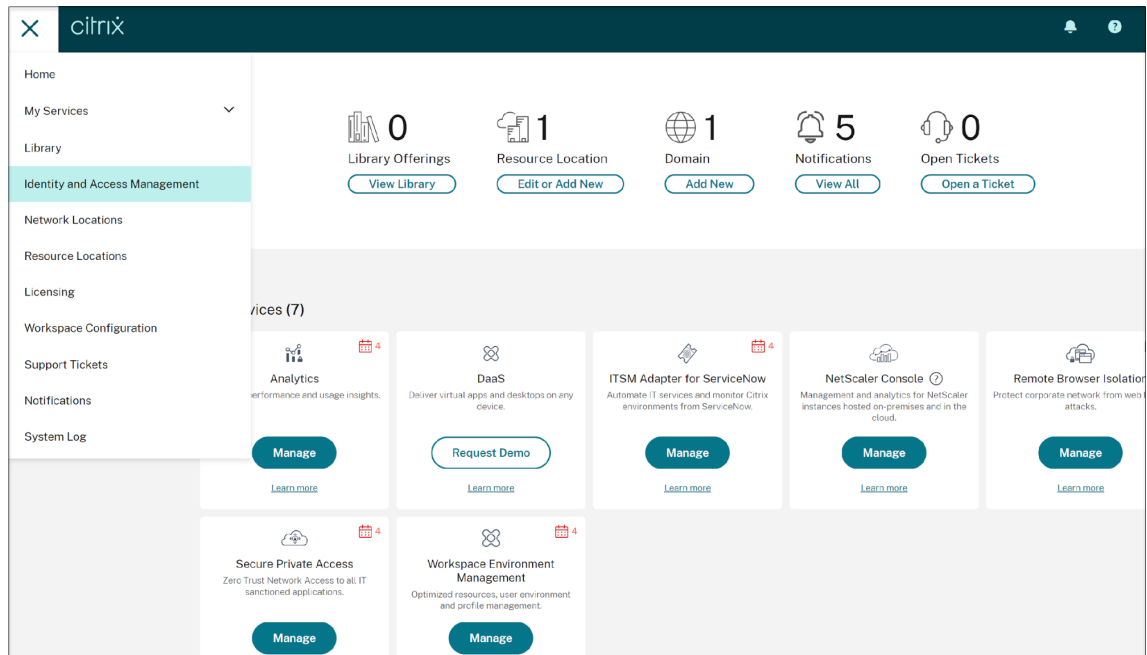 citrix
Home
My Services
Library
Identity and Access Management
Network Locations
Resource Locations
Licensing
Workspace Configuration
Support Tickets
Notifications
System Log
0
Library Offerings
View Library
1
Resource Location
Edit or Add New
1
Domain
Add New
5
Notifications
View All
0
Open Tickets
Open a Ticket
(7)
4
Analytics
usage insights.
Manage
Learn more
DaaS
Deliver virtual apps and desktops on any
device.
Request Demo
Learn more
4
ITSM Adapter for ServiceNow
Automate IT services and monitor Citrix
environments from ServiceNow.
Manage
Learn more
NetScaler Console ?
Management and analytics for NetScaler
instances hosted on-premises and in the
cloud.
Manage
Learn more
Remote Browser
Protect corporate network from web
attacks.
Manage
Learn more
4
Secure Private Access
Zero Trust Network Access to all IT
sanctioned applications.
Manage
4
Workspace Environment
Management
Optimized resources, user environment
and profile management.
Manage